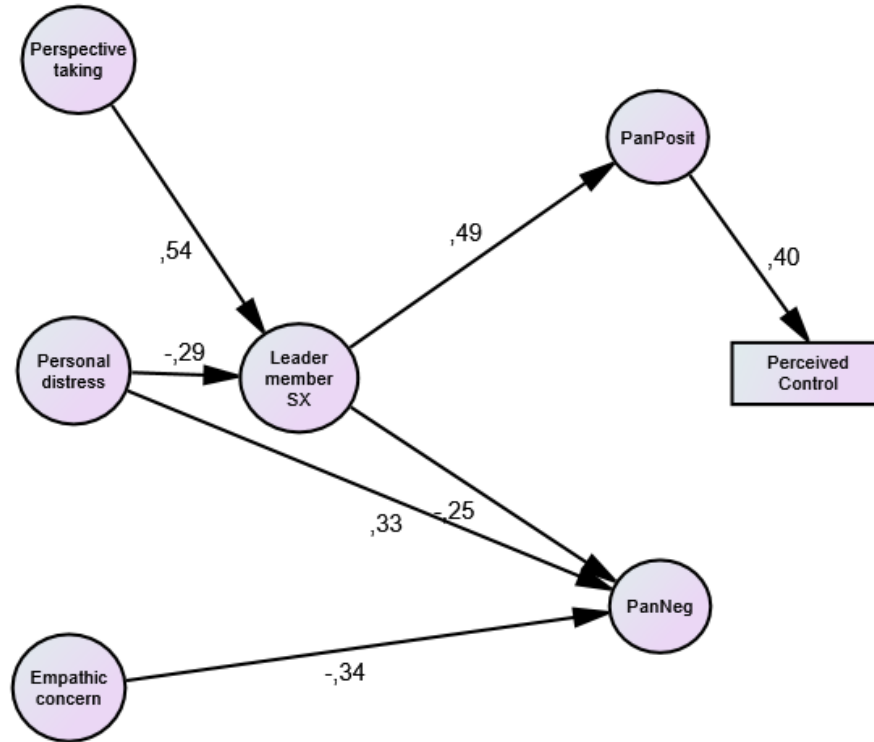 Perspective
taking
PanPosit
,49
,40
,54
Personal
distress
-,29
Leader
member
SX
Perceived
Control
,33
-,25
PanNeg
Empathic
concern
-,34